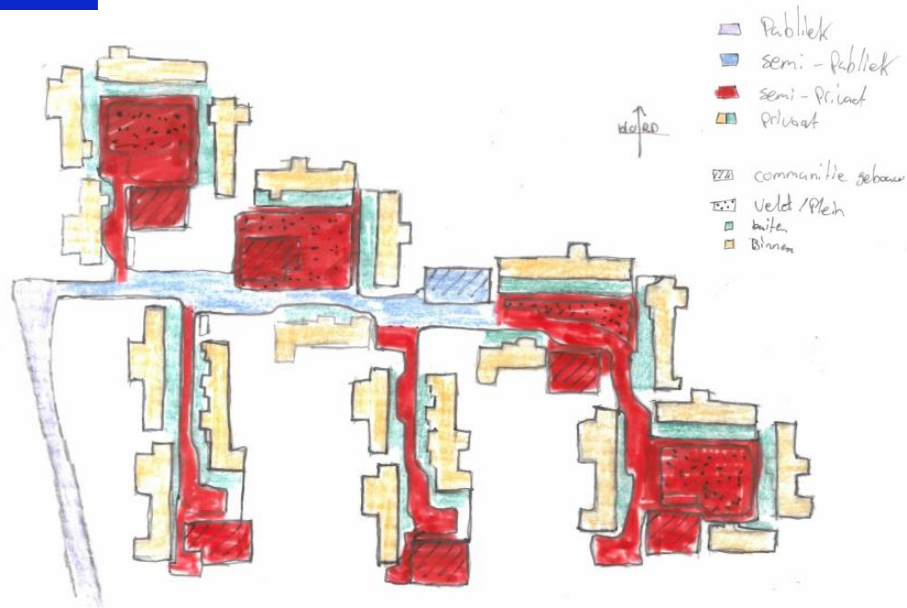 Publiek
semi-Publiek
semi-Privaat
privaat
NOORD
communitie gebouw
veld/Plein
buiten
Binnen